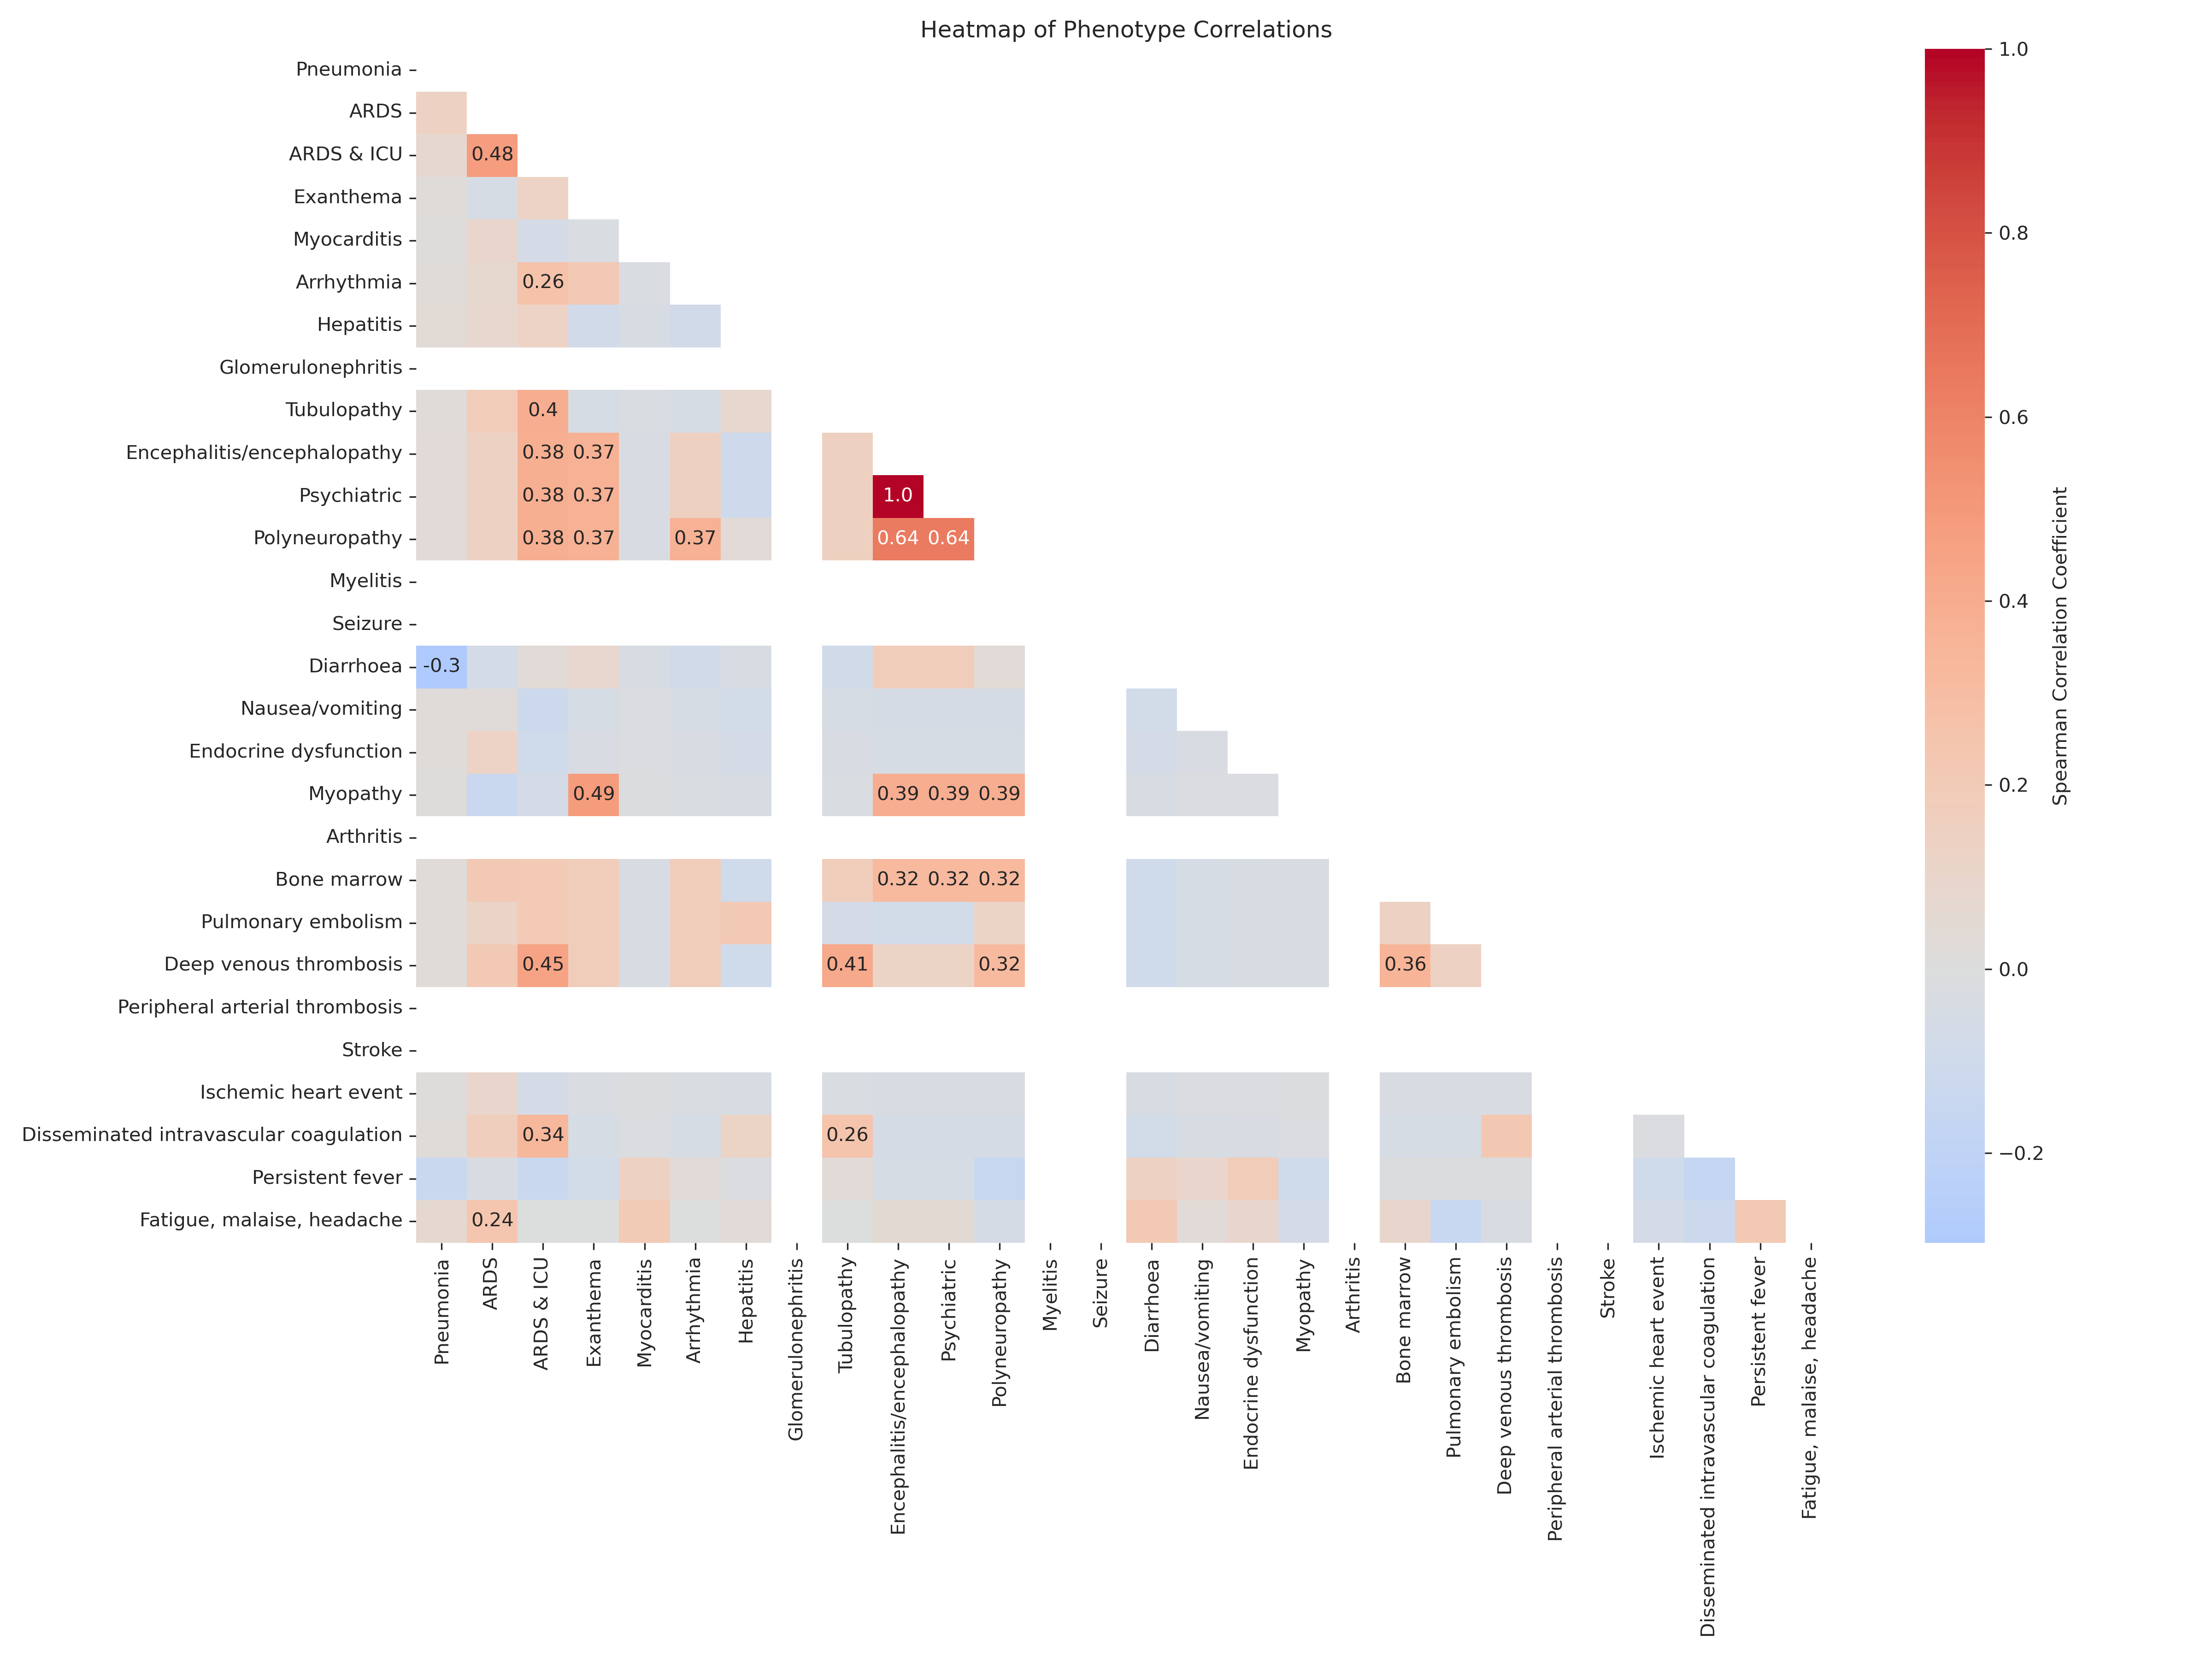 Heatmap of Phenotype Correlations
Pneumonia
ARDS
ARDS & ICU 0.48
Exanthema
Myocarditis
Arrhythmia 0.26
Hepatitis
Glomerulonephritis
Tubulopathy 0.4
Encephalitis/encephalopathy 0.38 0.37
Psychiatric 0.38 0.37 1.0
Polyneuropathy 0.38 0.37 0.37 0.64 0.64
Myelitis
Seizure
Diarrhoea -0.3
Nausea/vomiting
Endocrine dysfunction
Myopathy 0.49 0.39 0.39 0.39
Arthritis
Bone marrow 0.32 0.32 0.32
Pulmonary embolism
Deep venous thrombosis 0.45 0.41 0.32 0.36
Peripheral arterial thrombosis
Stroke
Ischemic heart event
Disseminated intravascular coagulation 0.34 0.26
Persistent fever
Fatigue, malaise, headache 0.24
Pneumonia
ARDS
ARDS & ICU
Exanthema
Myocarditis
Arrhythmia
Hepatitis
Glomerulonephritis
Tubulopathy
Encephalitis/encephalopathy
Psychiatric
Polyneuropathy
Myelitis
Seizure
Diarrhoea
Nausea/vomiting
Endocrine dysfunction
Myopathy
Arthritis
Bone marrow
Pulmonary embolism
Deep venous thrombosis
Peripheral arterial thrombosis
Stroke
Ischemic heart event
Disseminated intravascular coagulation
Persistent fever
Fatigue, malaise, headache
1.0
0.8
0.6
0.4
0.2
0.0
−0.2
Spearman Correlation Coefficient